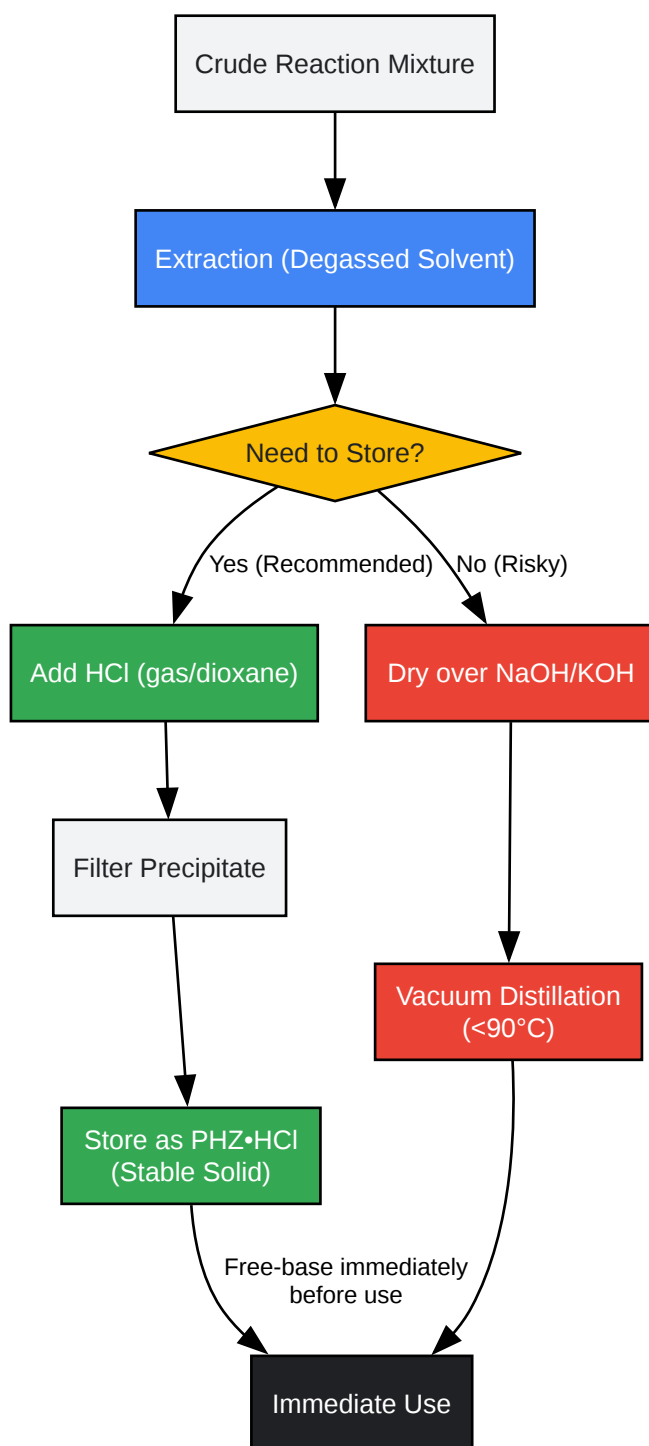 Crude Reaction Mixture
Extraction (Degassed Solvent)
Need to Store?
Yes (Recommended)
No (Risky)
Add HCl (gas/dioxane)
Dry over NaOH/KOH
Filter Precipitate
Vacuum Distillation
(<90°C)
Store as PHZ•HCl
(Stable Solid)
Free-base immediately
before use
Immediate Use